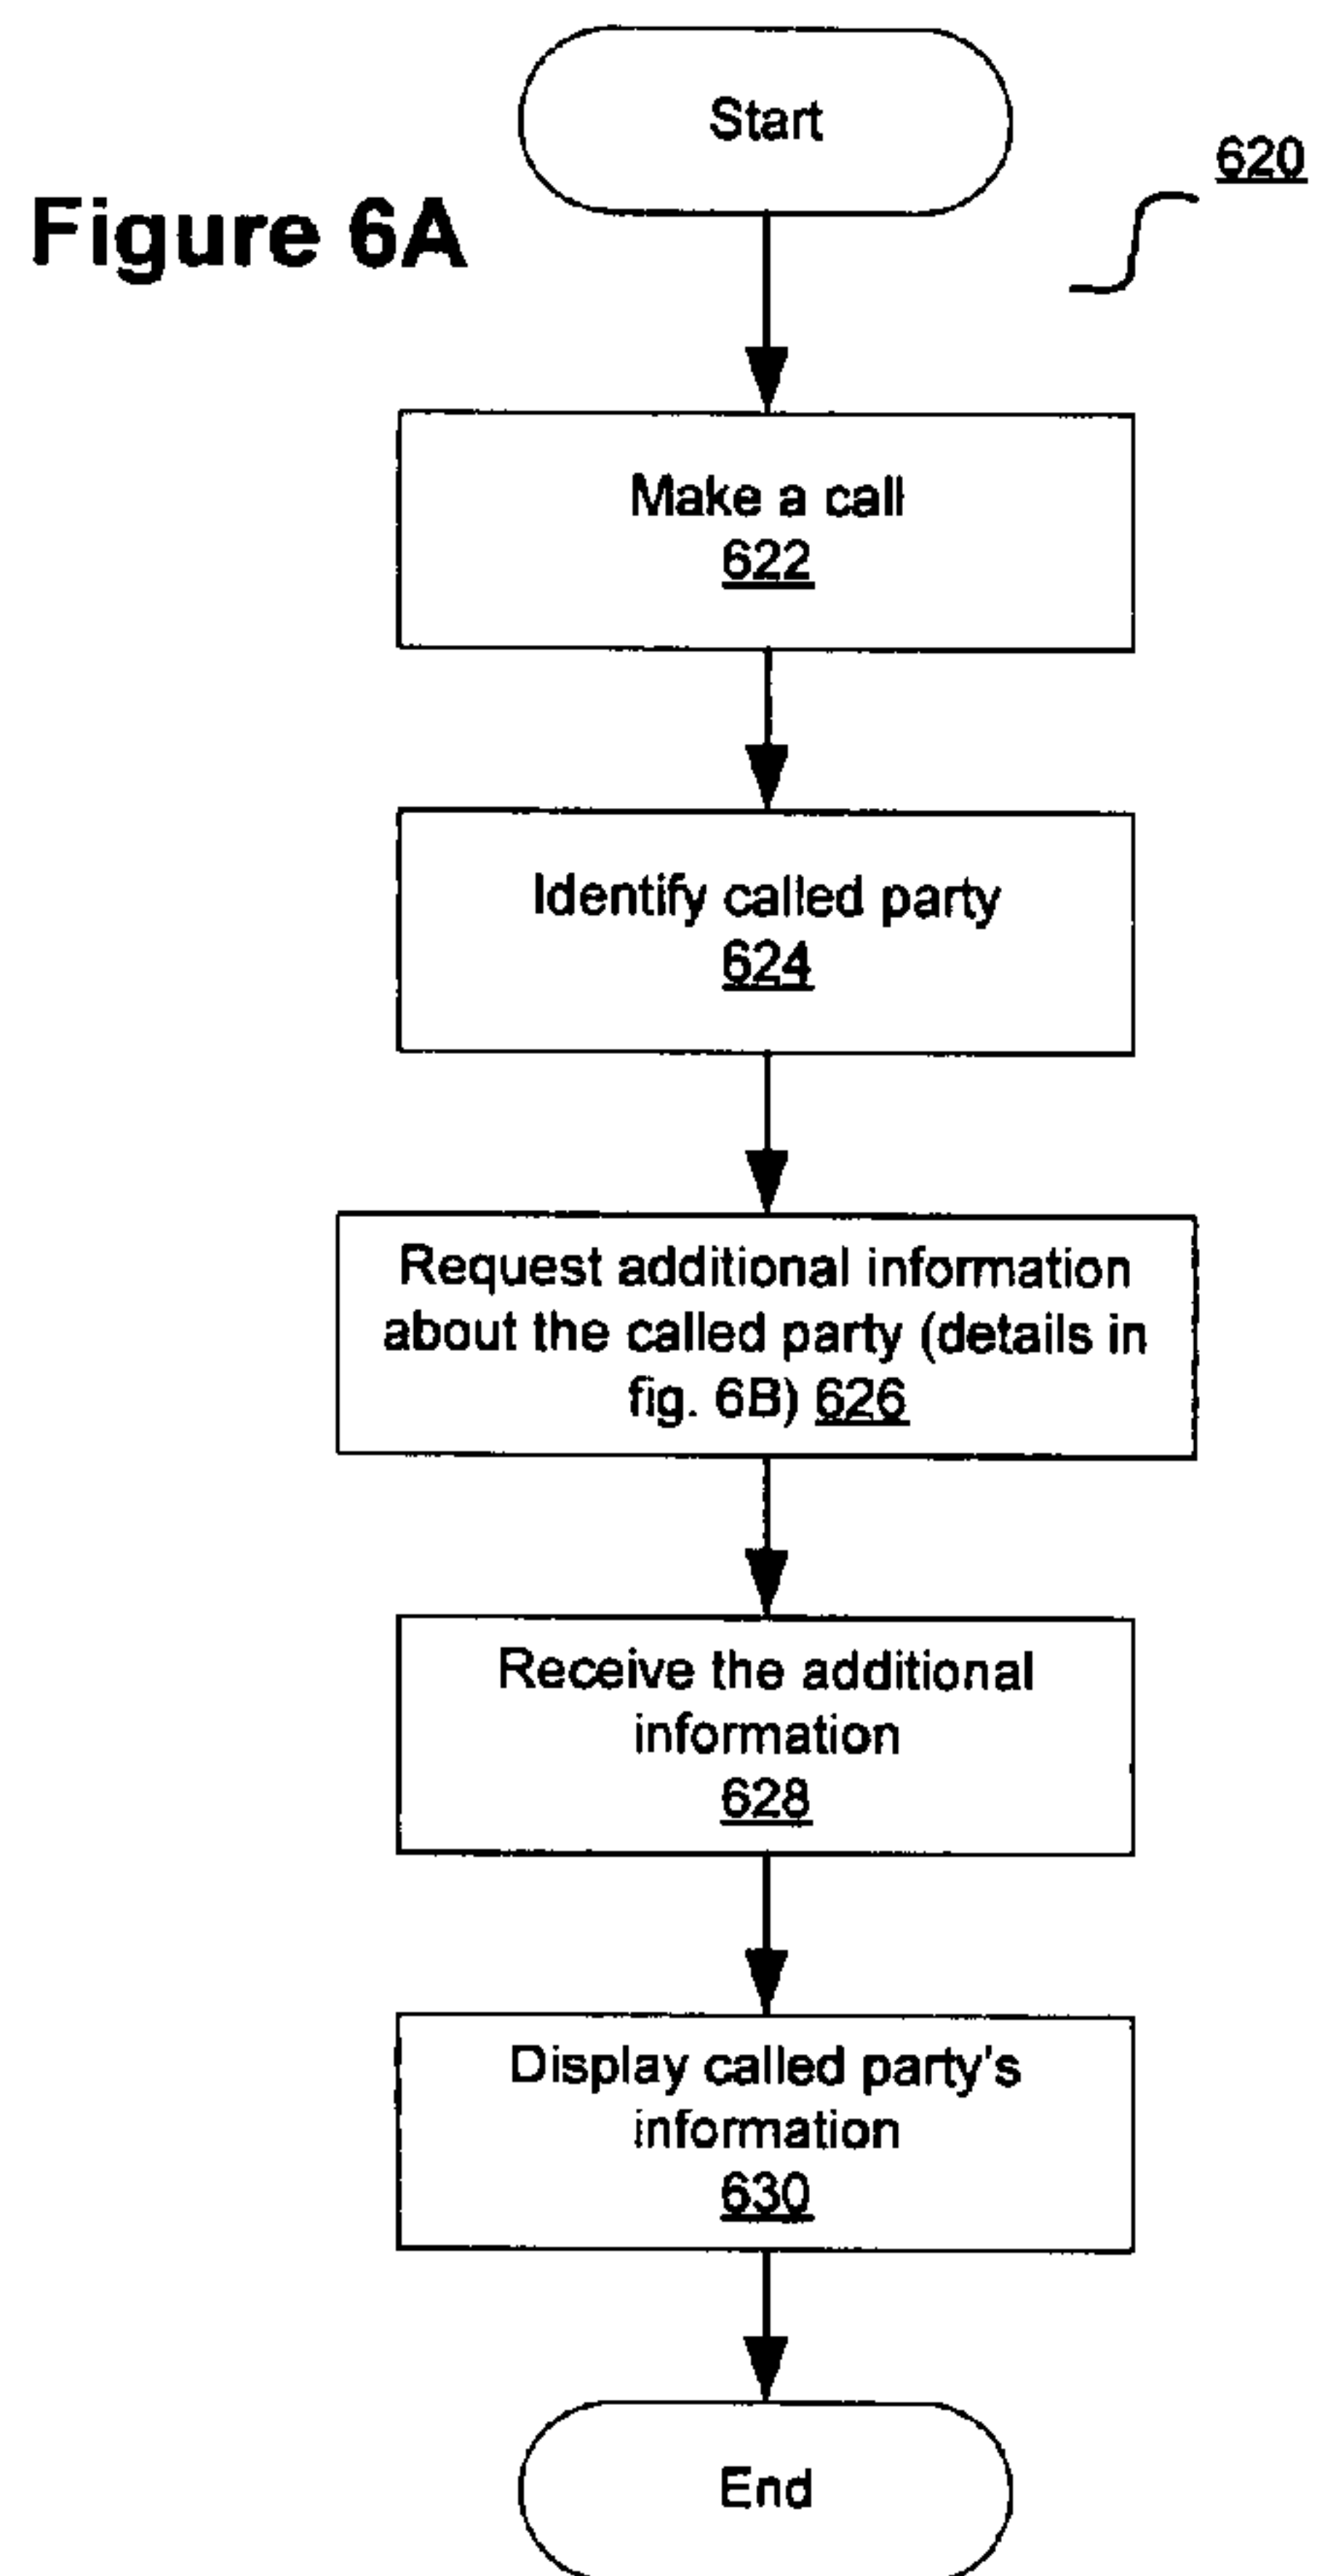 Start
620
Figure 6A
Make a call
622
Identify called party
624
Request additional information
about the called party (details in
fig. 6B) 626
Receive the additional
information
628
Display called party's
information
630
End